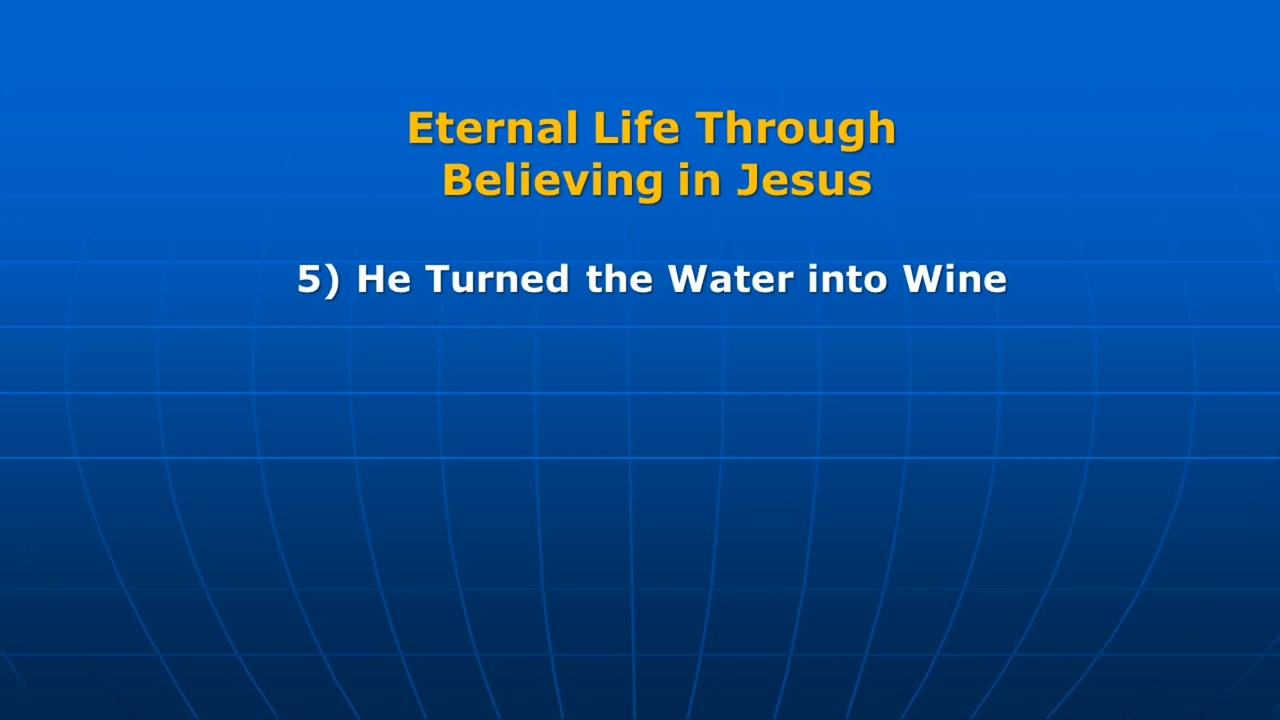 Eternal Life Through
Believing in Jesus
5) He Turned the Water into Wine